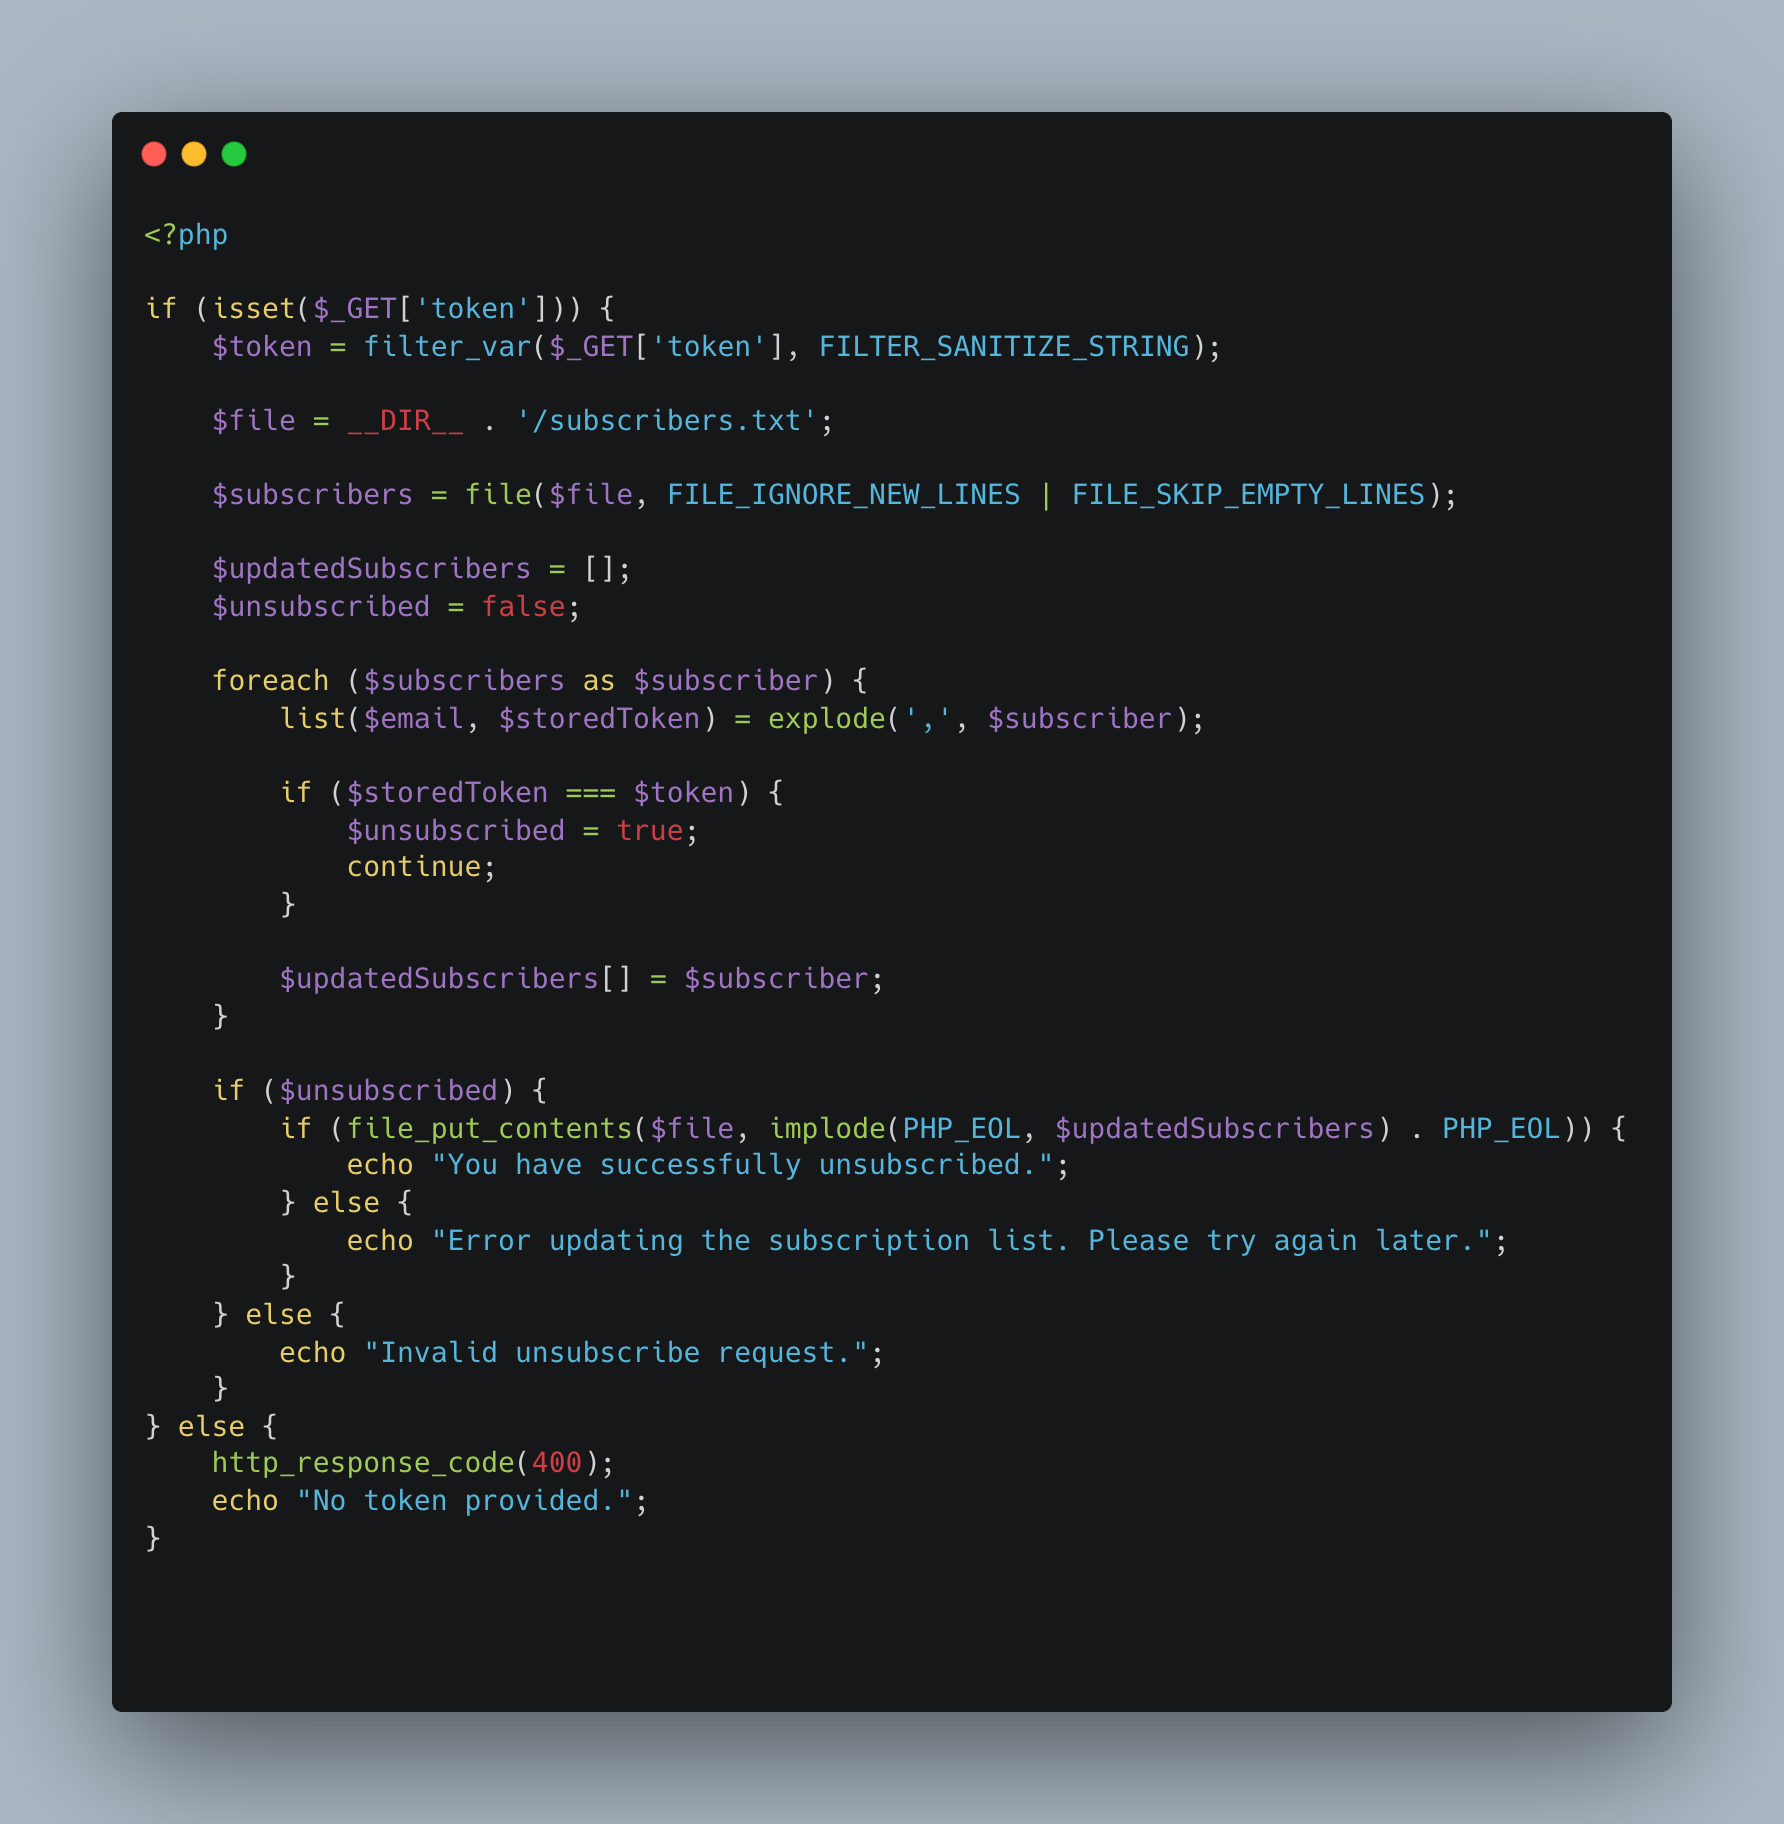 <?php

if (isset($_GET['token'])) {
    $token = filter_var($_GET['token'], FILTER_SANITIZE_STRING);

    $file = __DIR__ . '/subscribers.txt';

    $subscribers = file($file, FILE_IGNORE_NEW_LINES | FILE_SKIP_EMPTY_LINES);

    $updatedSubscribers = [];
    $unsubscribed = false;

    foreach ($subscribers as $subscriber) {
        list($email, $storedToken) = explode(',', $subscriber);

        if ($storedToken === $token) {
            $unsubscribed = true;
            continue;
        }

        $updatedSubscribers[] = $subscriber;
    }

    if ($unsubscribed) {
        if (file_put_contents($file, implode(PHP_EOL, $updatedSubscribers) . PHP_EOL)) {
            echo "You have successfully unsubscribed.";
        } else {
            echo "Error updating the subscription list. Please try again later.";
        }
    } else {
        echo "Invalid unsubscribe request.";
    }
} else {
    http_response_code(400);
    echo "No token provided.";
}